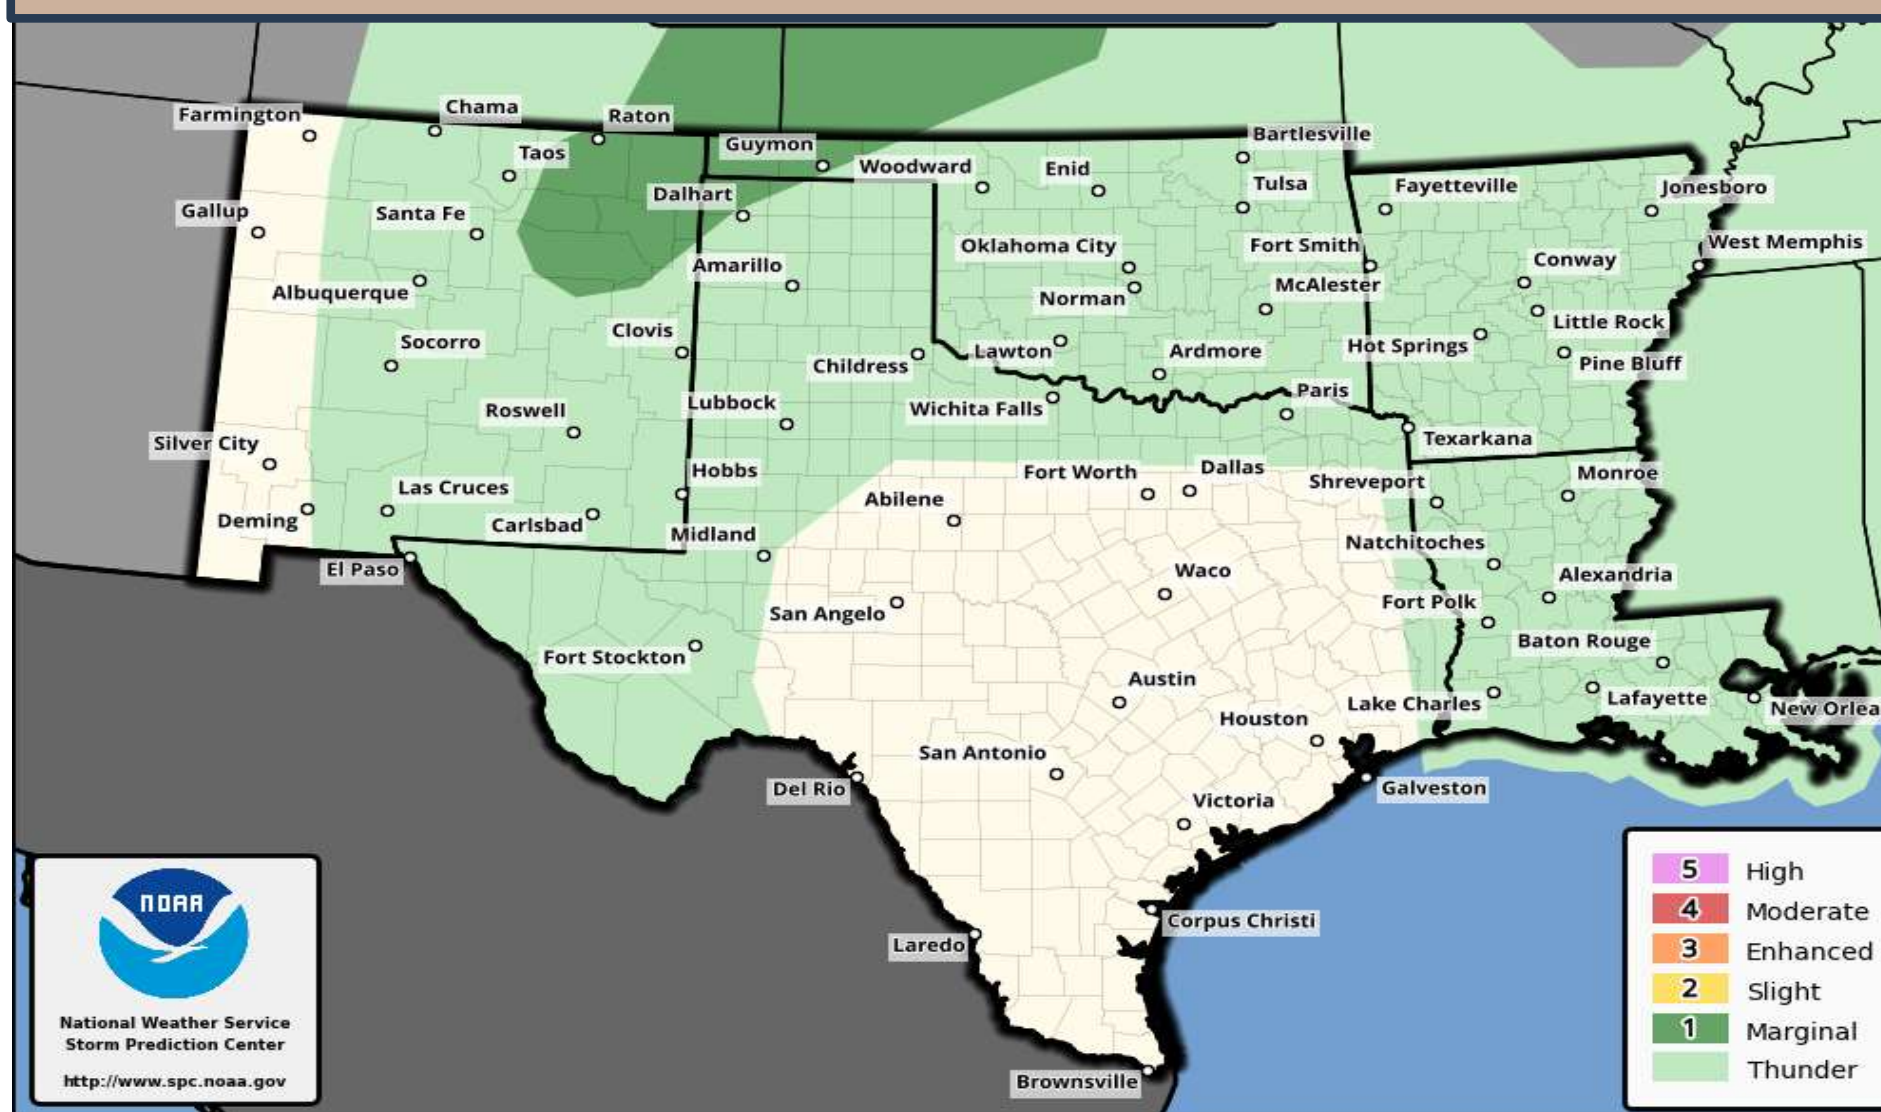 Farmington
Chama
Raton
Bartlesville
Guymon
Taos
Woodward
Enid
Tulsa
Fayetteville
Jonesboro
Dalhart
Gallup
Santa Fe
Oklahoma City
Fort Smith
West Memphis
Conway
Amarillo
Albuquerque
Norman
McAlester
Little Rock
Clovis
Socorro
Childress
Lawton
Ardmore
Hot Springs
Pine Bluff
Roswell
Lubbock
Wichita Falls
Paris
Silver City
Texarkana
Hobbs
Fort Worth
Dallas
Shreveport
Monroe
Las Cruces
Abilene
Deming
Carlsbad
Midland
Natchitoches
El Paso
Waco
Alexandria
San Angelo
Fort Polk
Fort Stockton
Baton Rouge
Austin
Lake Charles
Lafayette
New Orlea
Houston
San Antonio
Del Rio
Galveston
Victoria
Corpus Christi
Laredo
Brownsville
NOAA
National Weather Service
Storm Prediction Center
http://www.spc.noaa.gov
5 High
4 Moderate
3 Enhanced
2 Slight
1 Marginal
Thunder